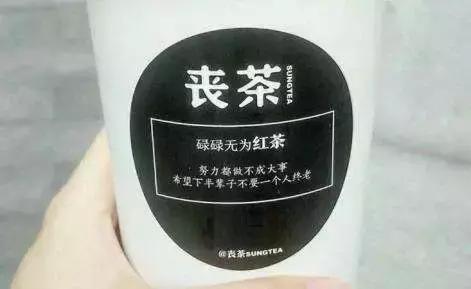 丧茶
SUNGTEA
碌碌无为红茶
努力都做不成大事
希望下半辈子不要一个人终老
@丧茶SUNGTEA